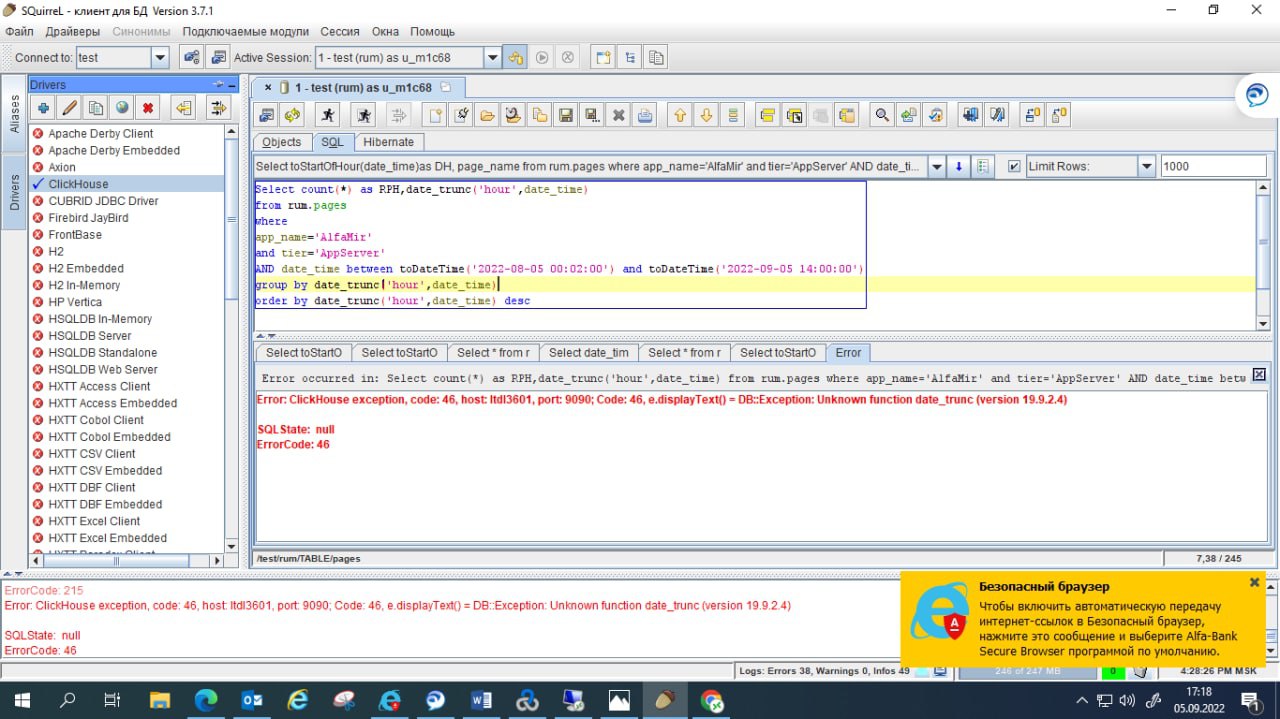 SQuirreL - клиент для БД Version 3.7.1
Файл Драйверы Синонимы Подключаемые модули Сессия Окна Помощь
Connect to: test Active Session: 1 - test (rum) as u_m1c68
Aliases
Drivers
Drivers
Apache Derby Client
Apache Derby Embedded
Axion
ClickHouse
CUBRID JDBC Driver
Firebird JayBird
FrontBase
H2
H2 Embedded
H2 In-Memory
HP Vertica
HSQLDB In-Memory
HSQLDB Server
HSQLDB Standalone
HSQLDB Web Server
HXTT Access Client
HXTT Access Embedded
HXTT Cobol Client
HXTT Cobol Embedded
HXTT CSV Client
HXTT CSV Embedded
HXTT DBF Client
HXTT DBF Embedded
HXTT Excel Client
HXTT Excel Embedded
HXTT Paradox Client
1 - test (rum) as u_m1c68
Objects SQL Hibernate
Select toStartOfHour(date_time)as DH, page_name from rum.pages where app_name='AlfaMir' and tier='AppServer' AND date_ti... Limit Rows: 1000
Select count(*) as RPH,date_trunc('hour',date_time)
from rum.pages
where
app_name='AlfaMir'
and tier='AppServer'
AND date_time between toDateTime('2022-08-05 00:02:00') and toDateTime('2022-09-05 14:00:00')
group by date_trunc('hour',date_time)
order by date_trunc('hour',date_time) desc
Select toStartO Select toStartO Select * from r Select date_tim Select * from r Select toStartO Error
Error occurred in: Select count(*) as RPH,date_trunc('hour',date_time) from rum.pages where app_name='AlfaMir' and tier='AppServer' AND date_time betw
Error: ClickHouse exception, code: 46, host: ltdl3601, port: 9090; Code: 46, e.displayText() = DB::Exception: Unknown function date_trunc (version 19.9.2.4)
SQLState: null
ErrorCode: 46
/test/rum/TABLE/pages 7,38 / 245
ErrorCode: 215
Error: ClickHouse exception, code: 46, host: ltdl3601, port: 9090; Code: 46, e.displayText() = DB::Exception: Unknown function date_trunc (version 19.9.2.4)
SQLState: null
ErrorCode: 46
Безопасный браузер
Чтобы включить автоматическую передачу
интернет-ссылок в Безопасный браузер,
нажмите это сообщение и выберите Alfa-Bank
Secure Browser программой по умолчанию.
Logs: Errors 38, Warnings 0, Infos 49 246 of 247 MB 0 4:28:26 PM MSK
17:18
05.09.2022
1